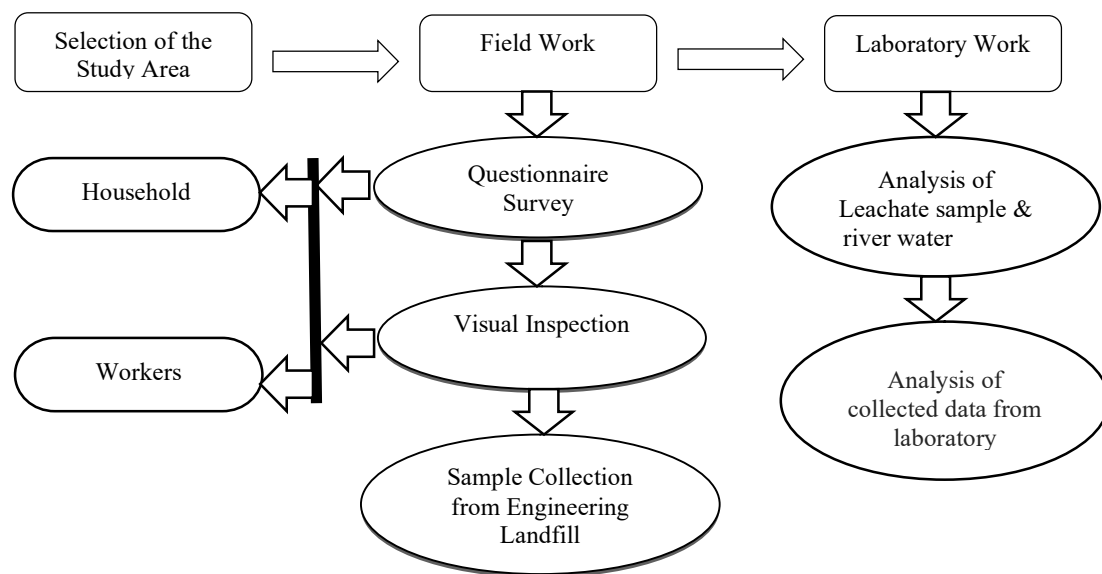 Selection of the
Study Area
Field Work
Laboratory Work
Household
Questionnaire
Survey
Analysis of
Leachate sample &
river water
Visual Inspection
Workers
Analysis of
collected data from
laboratory
Sample Collection
from Engineering
Landfill